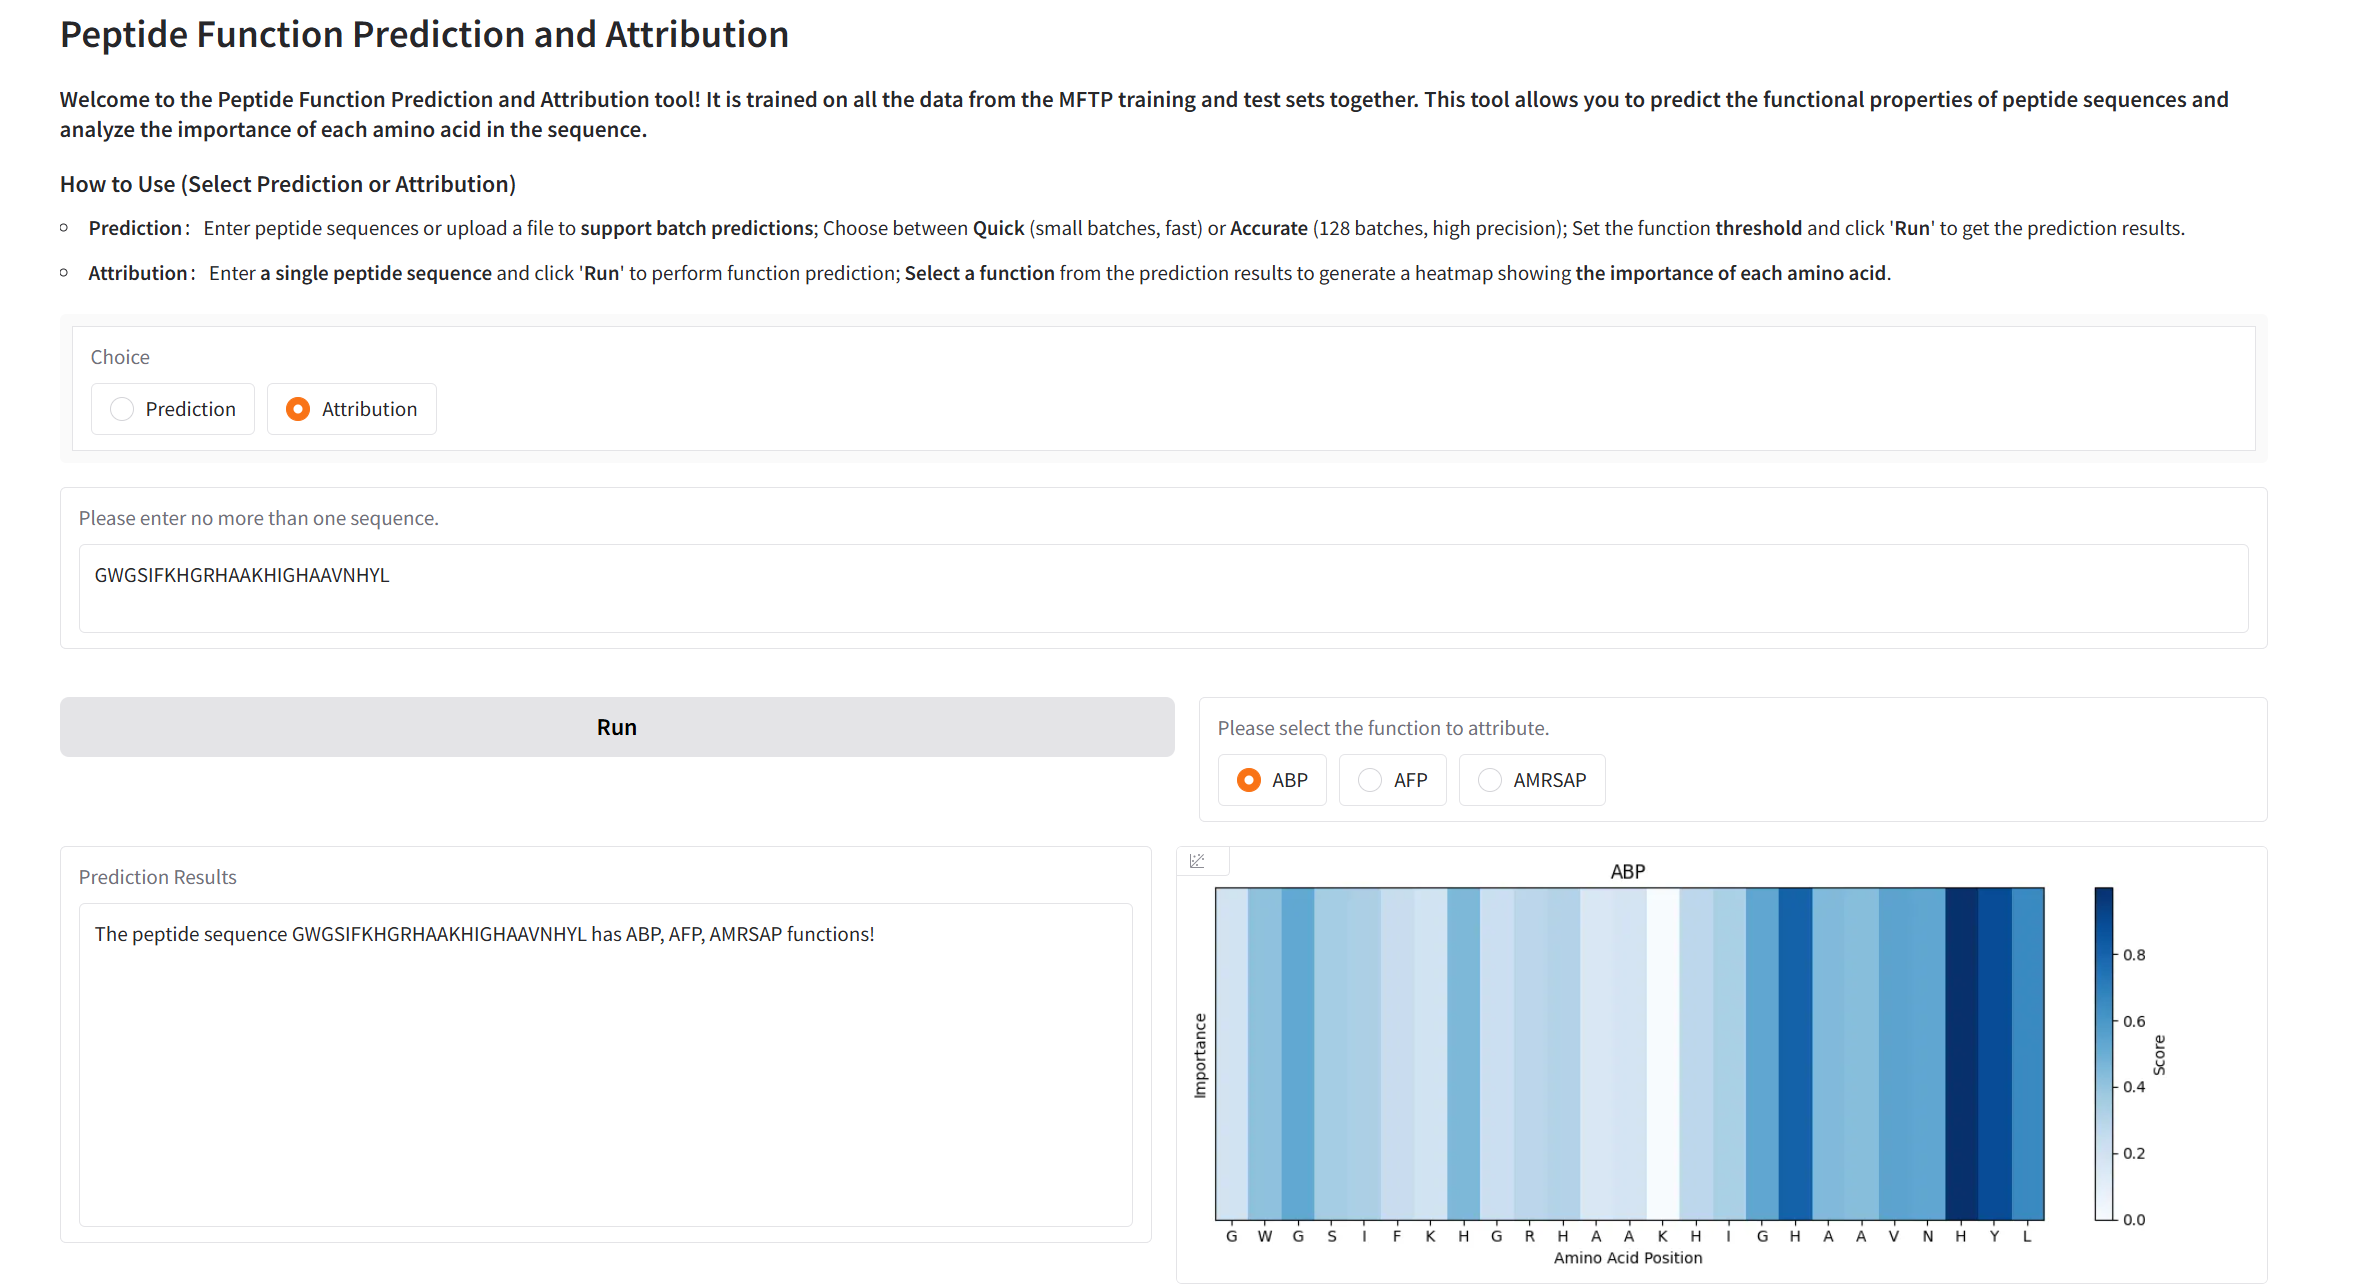 Peptide Function Prediction and Attribution
Welcome to the Peptide Function Prediction and Attribution tool! It is trained on all the data from the MFTP training and test sets together. This tool allows you to predict the functional properties of peptide sequences and
analyze the importance of each amino acid in the sequence.
How to Use (Select Prediction or Attribution)
Prediction: Enter peptide sequences or upload a file to support batch predictions; Choose between Quick (small batches, fast) or Accurate (128 batches, high precision); Set the function threshold and click 'Run' to get the prediction results.
Attribution: Enter a single peptide sequence and click 'Run' to perform function prediction; Select a function from the prediction results to generate a heatmap showing the importance of each amino acid.
Choice
Prediction Attribution
Please enter no more than one sequence.
GWGSIFKHGRHAAKHIGHAAVNHYL
Run
Please select the function to attribute.
ABP AFP AMRSAP
Prediction Results
The peptide sequence GWGSIFKHGRHAAKHIGHAAVNHYL has ABP, AFP, AMRSAP functions!
ABP
Importance
G W G S I F K H G R H A A K H I G H A A V N H Y L
Amino Acid Position
0.8
0.6
0.4
0.2
0.0
Score